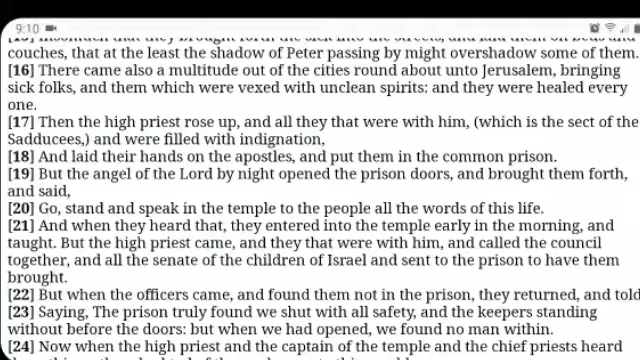 9:10
couches, that at the least the shadow of Peter passing by might overshadow some of them.
[16] There came also a multitude out of the cities round about unto Jerusalem, bringing
sick folks, and them which were vexed with unclean spirits: and they were healed every
one.
[17] Then the high priest rose up, and all they that were with him, (which is the sect of the
Sadducees,) and were filled with indignation,
[18] And laid their hands on the apostles, and put them in the common prison.
[19] But the angel of the Lord by night opened the prison doors, and brought them forth,
and said,
[20] Go, stand and speak in the temple to the people all the words of this life.
[21] And when they heard that, they entered into the temple early in the morning, and
taught. But the high priest came, and they that were with him, and called the council
together, and all the senate of the children of Israel and sent to the prison to have them
brought.
[22] But when the officers came, and found them not in the prison, they returned, and told
[23] Saying, The prison truly found we shut with all safety, and the keepers standing
without before the doors: but when we had opened, we found no man within.
[24] Now when the high priest and the captain of the temple and the chief priests heard